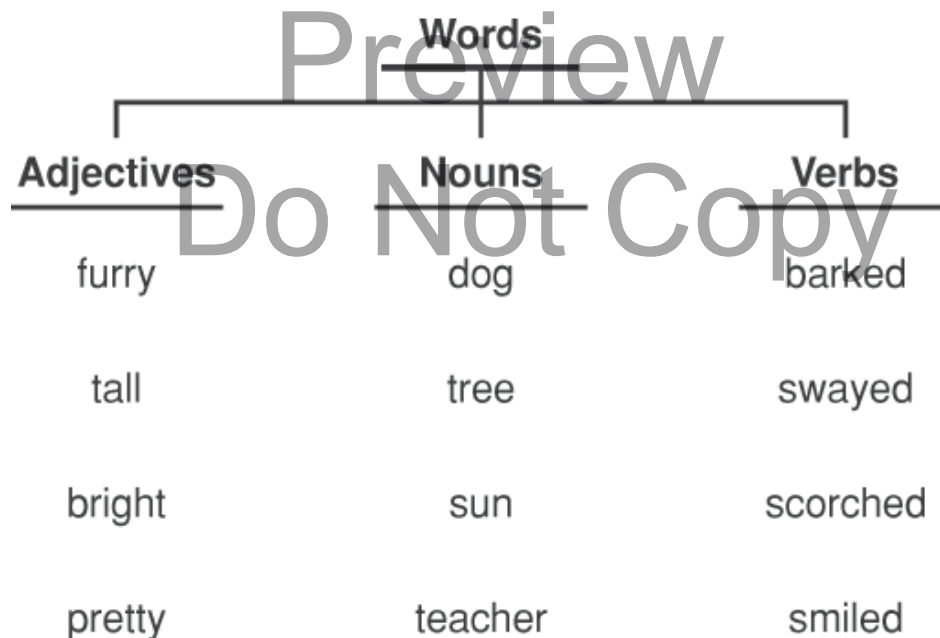 Words
Preview
Adjectives Nouns Verbs
Do Not Copy
furry dog barked
tall tree swayed
bright sun scorched
pretty teacher smiled